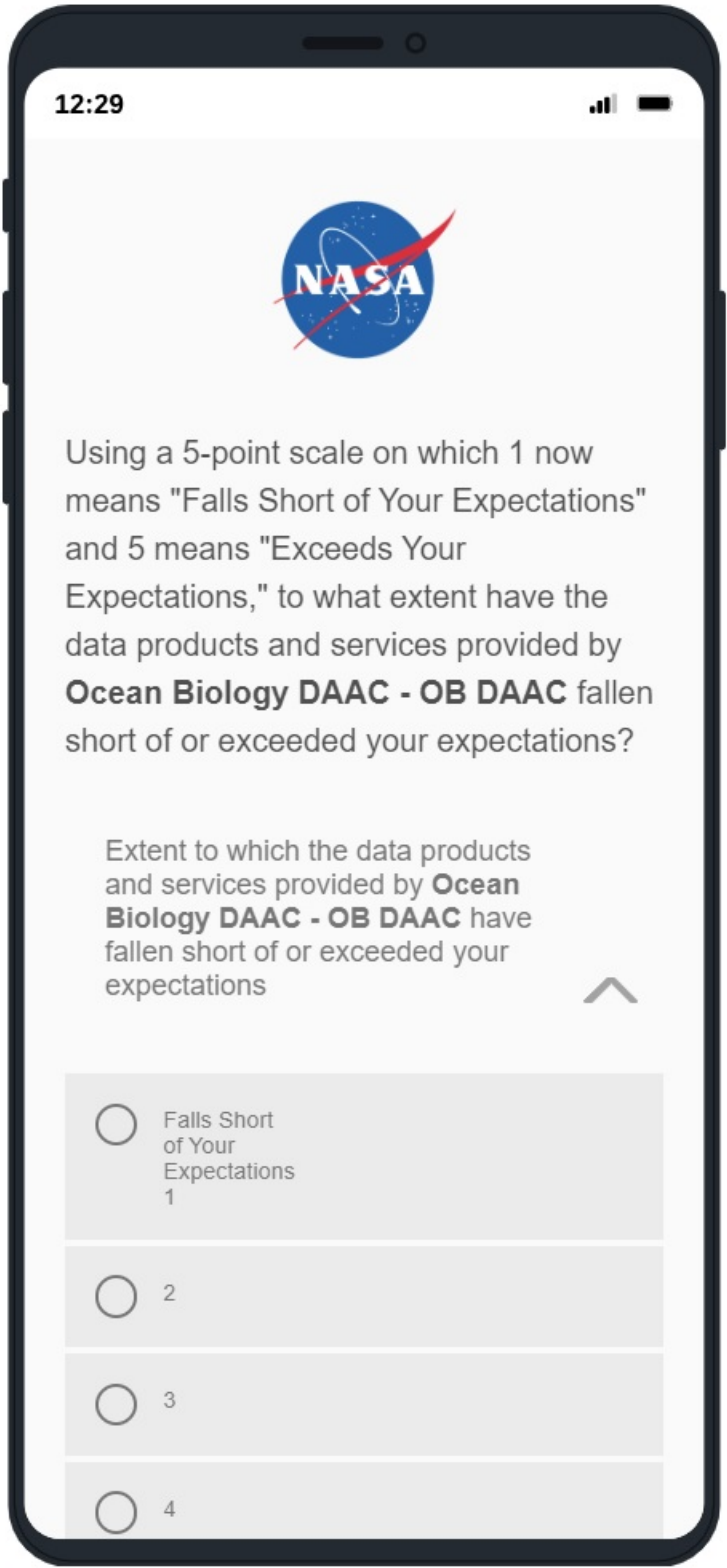 12:29
NASA
Using a 5-point scale on which 1 now
means "Falls Short of Your Expectations"
and 5 means "Exceeds Your
Expectations," to what extent have the
data products and services provided by
Ocean Biology DAAC - OB DAAC fallen
short of or exceeded your expectations?
Extent to which the data products
and services provided by Ocean
Biology DAAC - OB DAAC have
fallen short of or exceeded your
expectations
Falls Short
of Your
Expectations
1
2
3
4